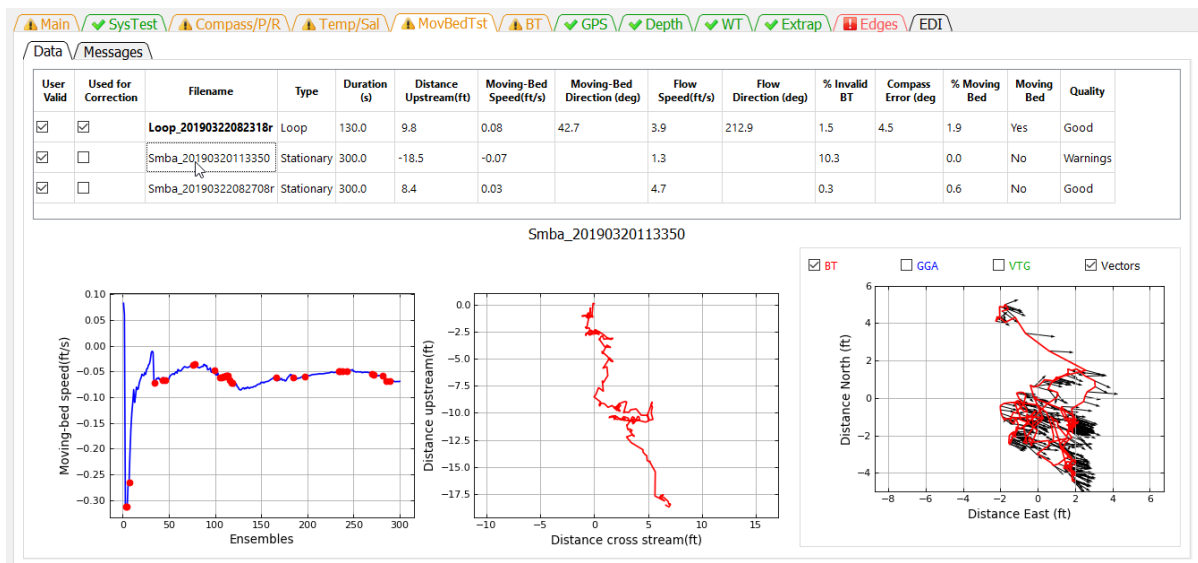 Main SysTest Compass/P/R Temp/Sal MovBedTst BT GPS Depth WT Extrap Edges EDI
Data Messages
User Valid Used for Correction Filename Type Duration (s) Distance Upstream(ft) Moving-Bed Speed(ft/s) Moving-Bed Direction (deg) Flow Speed(ft/s) Flow Direction (deg) % Invalid BT Compass Error (deg % Moving Bed Moving Bed Quality
Loop_20190322082318r Loop 130.0 9.8 0.08 42.7 3.9 212.9 1.5 4.5 1.9 Yes Good
Smba_20190320113350 Stationary 300.0 -18.5 -0.07 1.3 10.3 0.0 No Warnings
Smba_20190322082708r Stationary 300.0 8.4 0.03 4.7 0.3 0.6 No Good
Smba_20190320113350
BT GGA VTG Vectors
Moving-bed speed(ft/s)
0.10
0.05
0.00
−0.05
−0.10
−0.15
−0.20
−0.25
−0.30
0 50 100 150 200 250 300
Ensembles
Distance upstream(ft)
0.0
−2.5
−5.0
−7.5
−10.0
−12.5
−15.0
−17.5
−10 −5 0 5 10 15
Distance cross stream(ft)
Distance North (ft)
6
4
2
0
−2
−4
−8 −6 −4 −2 0 2 4 6
Distance East (ft)